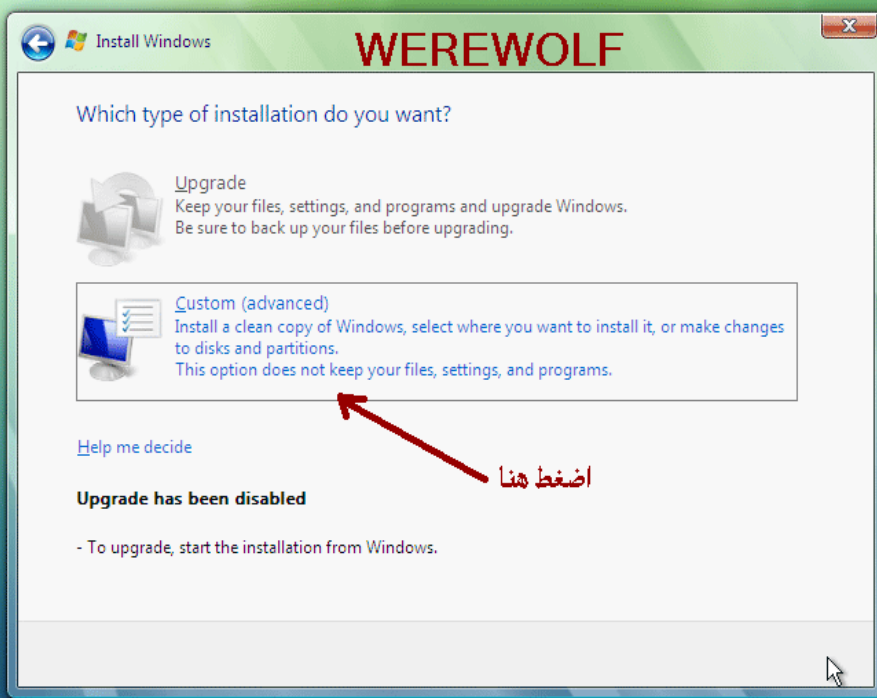 Install Windows
WEREWOLF
Which type of installation do you want?
Upgrade
Keep your files, settings, and programs and upgrade Windows.
Be sure to back up your files before upgrading.
Custom (advanced)
Install a clean copy of Windows, select where you want to install it, or make changes
to disks and partitions.
This option does not keep your files, settings, and programs.
Help me decide
اضغط هنا
Upgrade has been disabled
- To upgrade, start the installation from Windows.